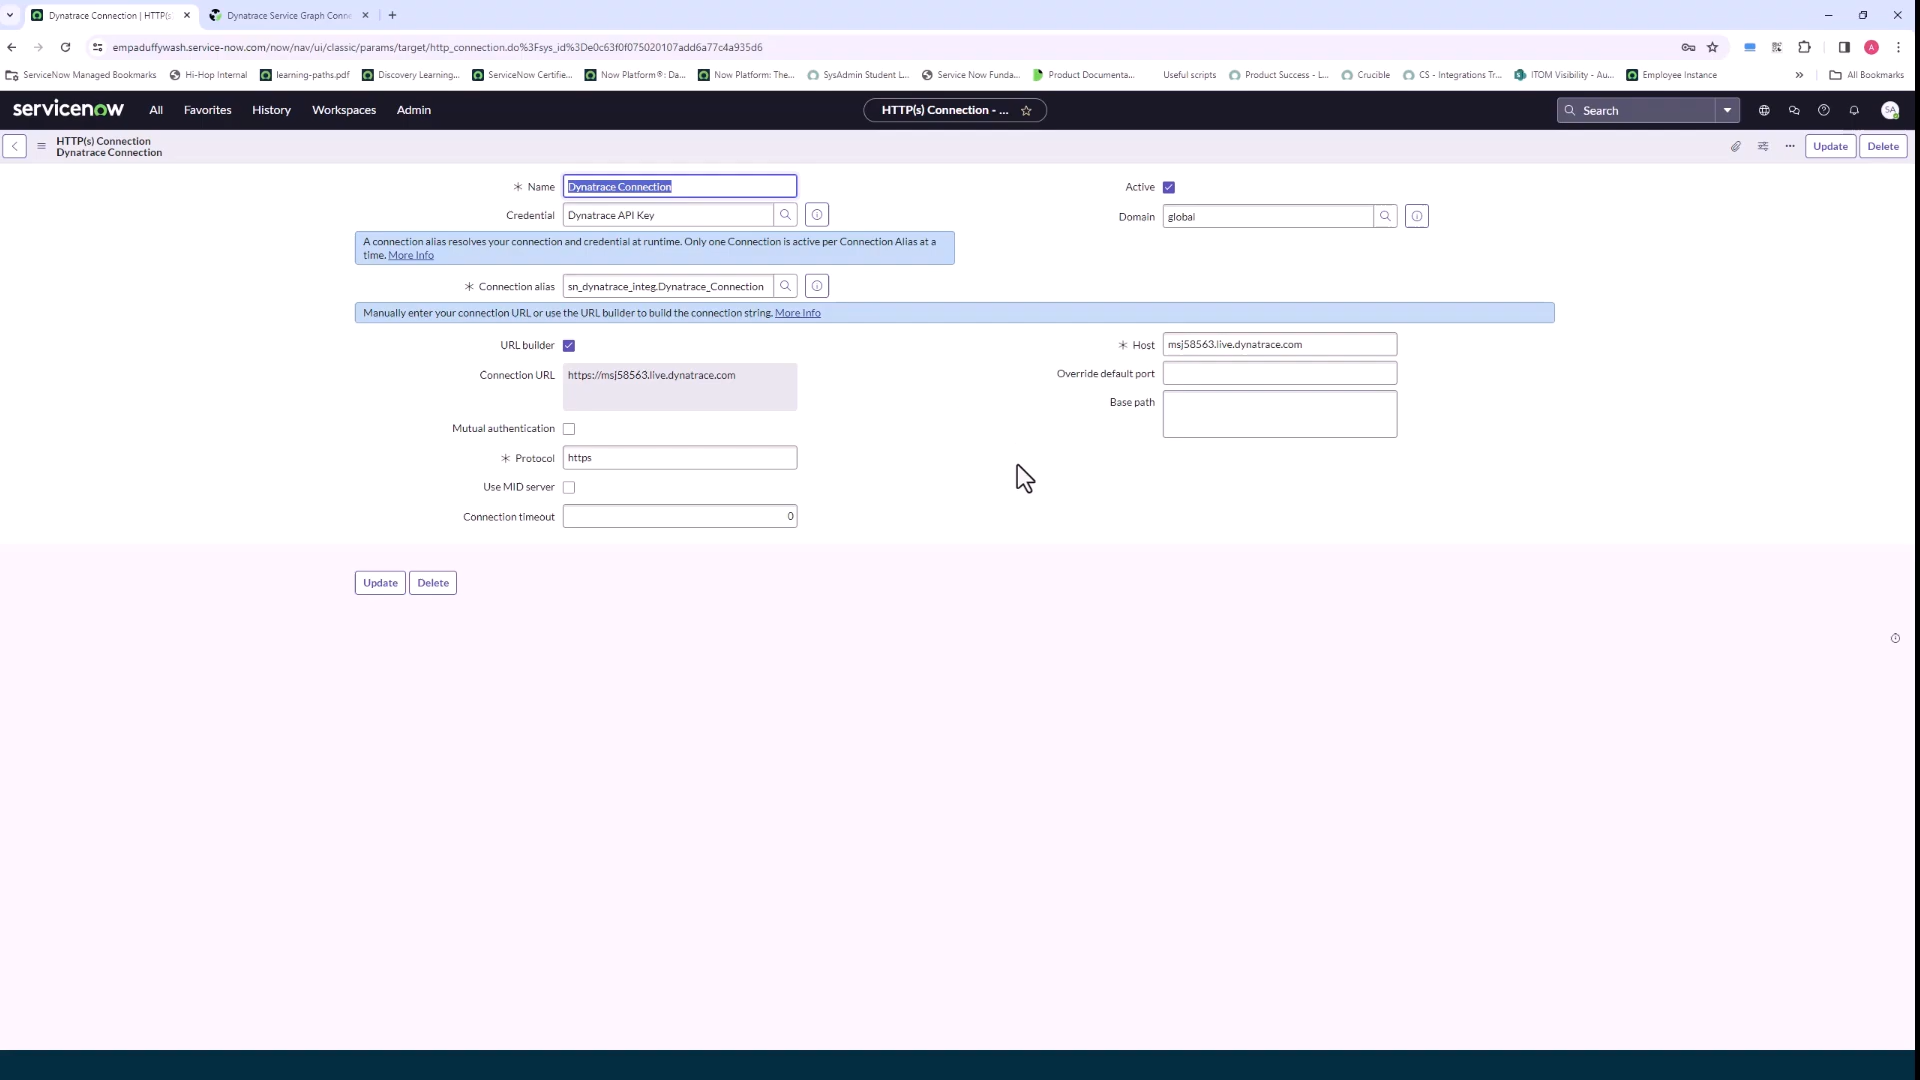 Dynatrace Connection | HTTP(s
Dynatrace Service Graph Conne
empaduffywash.service-now.com/now/nav/ui/classic/params/target/http_connection.do%3Fsys_id%3De0c63f0f075020107add6a77c4a935d6
A
ServiceNow Managed Bookmarks
Hi-Hop Internal
learning-paths.pdf
Discovery Learning...
ServiceNow Certifie...
Now Platform®: Da...
Now Platform: The...
SysAdmin Student L...
Service Now Funda...
Product Documenta...
Useful scripts
Product Success - L...
Crucible
CS - Integrations Tr...
ITOM Visibility - Au...
Employee Instance
All Bookmarks
servicenow
All
Favorites
History
Workspaces
Admin
HTTP(s) Connection - ...
Search
SA
HTTP(s) Connection
Dynatrace Connection
Update
Delete
Name
Dynatrace Connection
Active
Credential
Dynatrace API Key
Domain
global
A connection alias resolves your connection and credential at runtime. Only one Connection is active per Connection Alias at a
time. More Info
Connection alias
sn_dynatrace_integ.Dynatrace_Connection
Manually enter your connection URL or use the URL builder to build the connection string. More Info
URL builder
Host
msj58563.live.dynatrace.com
Connection URL
https://msj58563.live.dynatrace.com
Override default port
Base path
Mutual authentication
Protocol
https
Use MID server
Connection timeout
0
Update
Delete